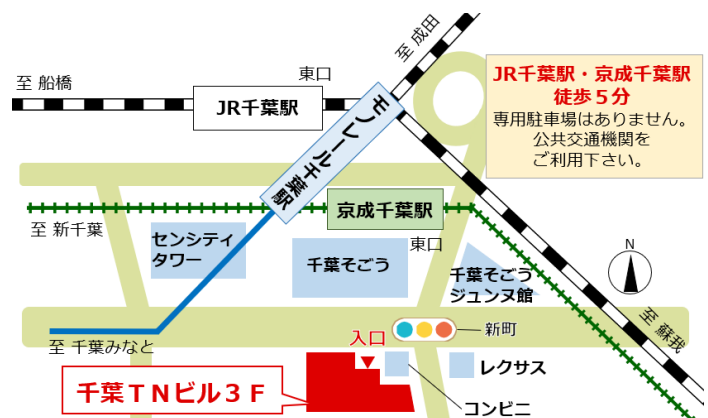 至 成田
至 船橋
東口
JR千葉駅
モノレール千葉駅
JR千葉駅・京成千葉駅
徒歩５分
専用駐車場はありません。
公共交通機関を
ご利用下さい。
京成千葉駅
至 新千葉
東口
センシティ
タワー
千葉そごう
千葉そごう
ジュンヌ館
N
至 蘇我
新町
至 千葉みなと
入口
レクサス
千葉ＴＮビル３Ｆ
コンビニ